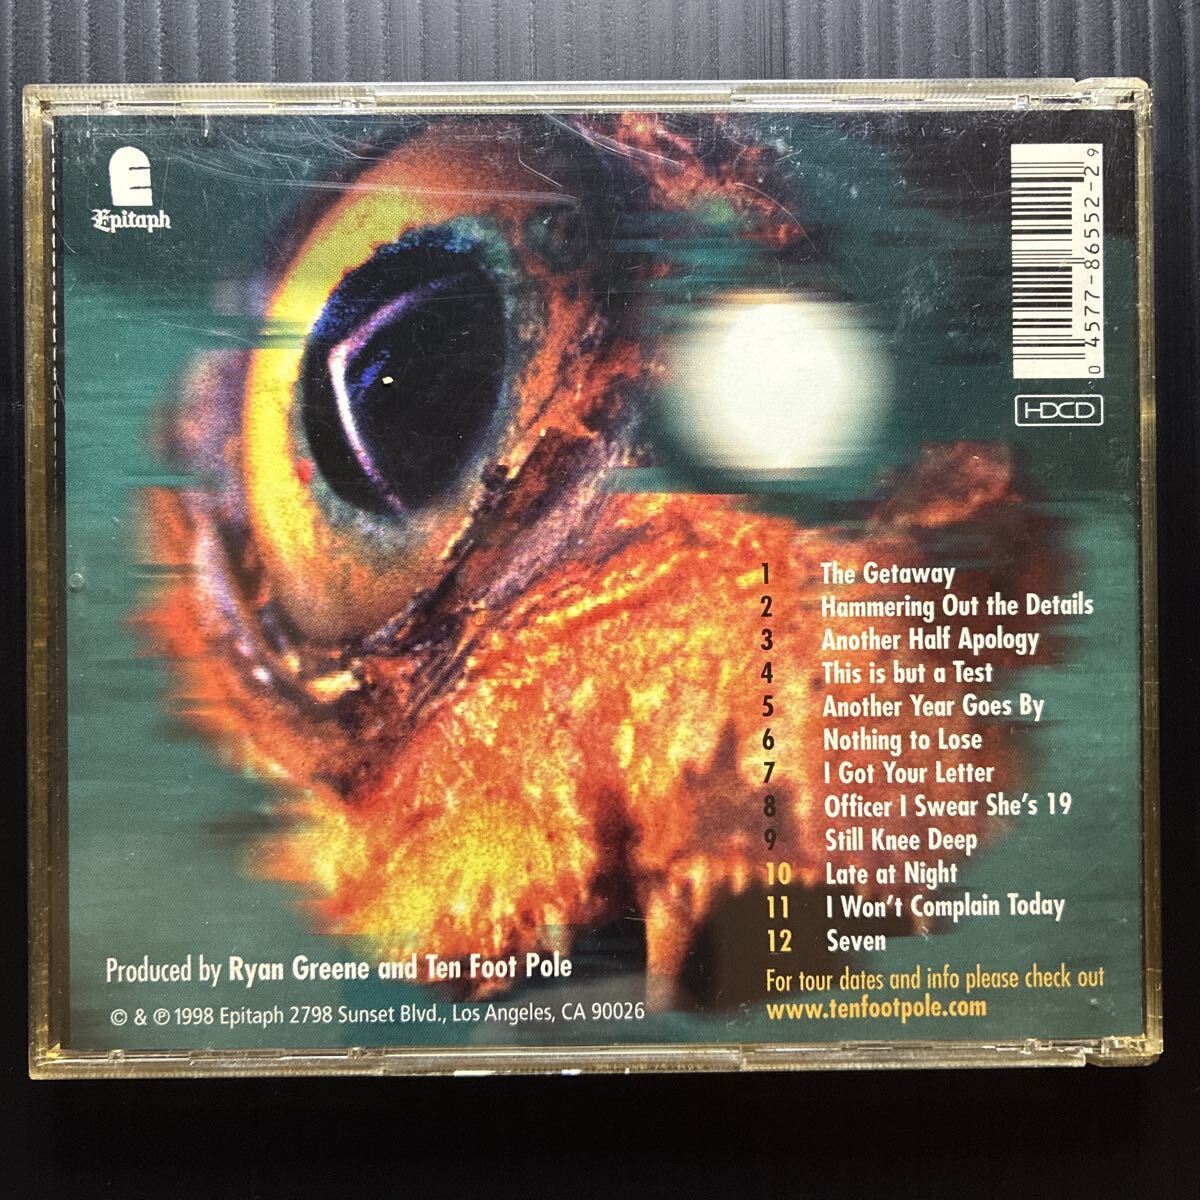 Epitaph
0 4577-86552-2 9
HDCD
1 The Getaway
2 Hammering Out the Details
3 Another Half Apology
4 This is but a Test
5 Another Year Goes By
6 Nothing to Lose
7 I Got Your Letter
8 Officer I Swear She's 19
9 Still Knee Deep
10 Late at Night
11 I Won't Complain Today
12 Seven
For tour dates and info please check out
www.tenfootpole.com
Produced by Ryan Greene and Ten Foot Pole
© & ℗ 1998 Epitaph 2798 Sunset Blvd., Los Angeles, CA 90026